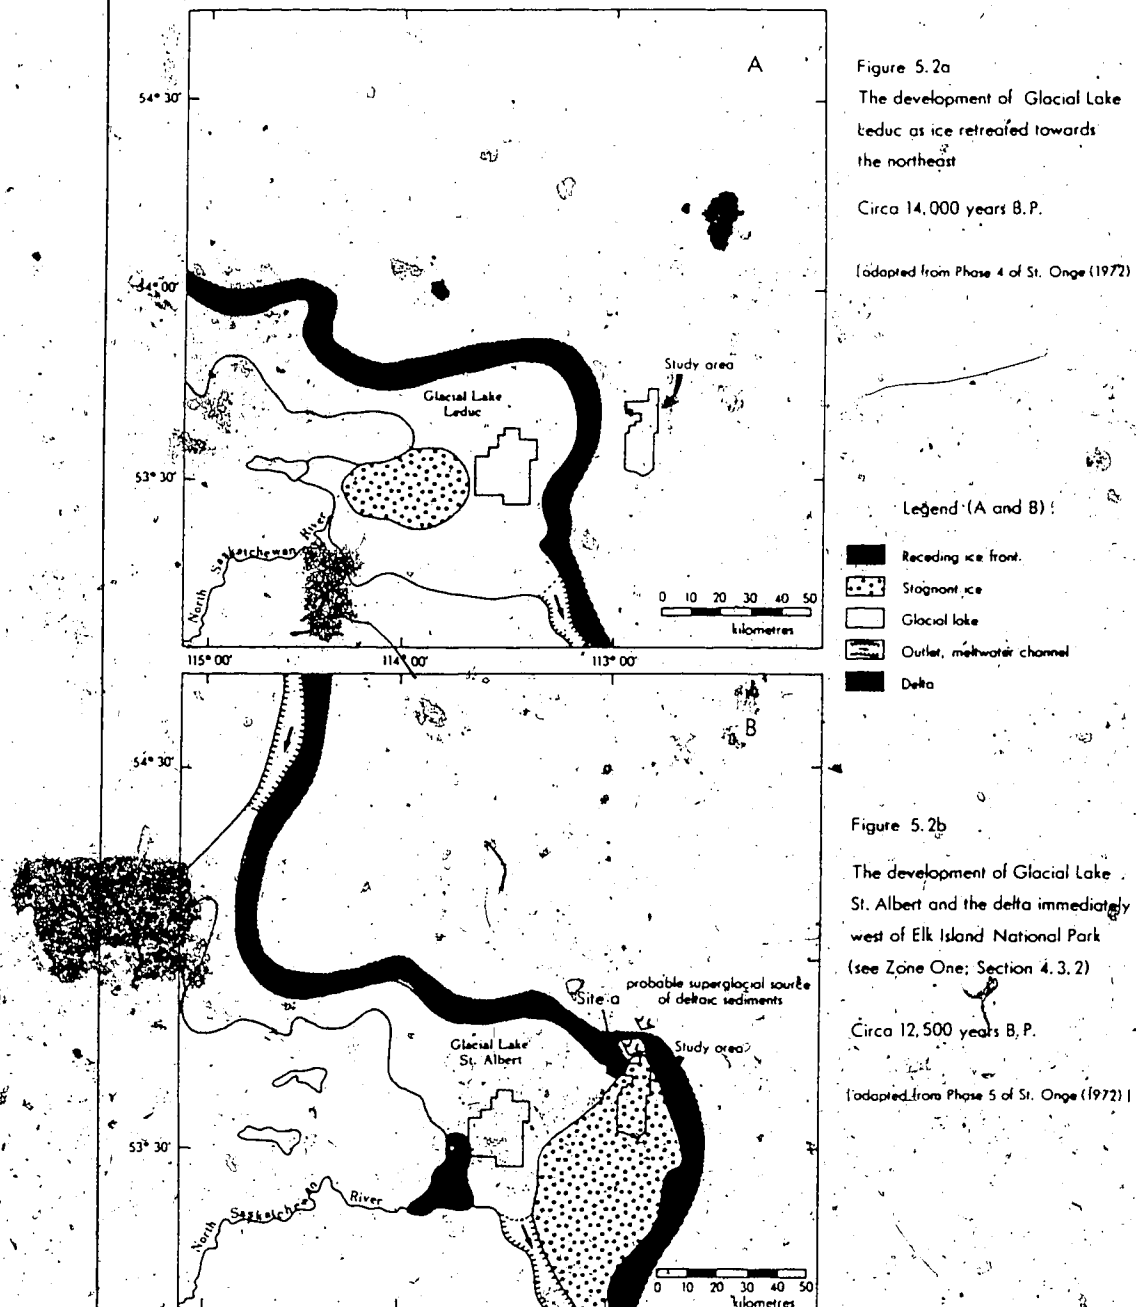 A
Figure 5.2a
The development of Glacial Lake
Leduc as ice retreated towards
the northeast
Circa 14,000 years B.P.
[adapted from Phase 4 of St. Onge (1972)
54° 30'
54° 00'
53° 30'
Study area
Glacial Lake
Leduc
North Saskatchewan River
0 10 20 30 40 50
kilometres
115° 00' 114° 00' 113° 00'
Legend (A and B) :
Receding ice front.
Stagnant ice
Glacial lake
Outlet, meltwater channel
Delta
B
54° 30'
53° 30'
Figure 5.2b
The development of Glacial Lake
St. Albert and the delta immediately
west of Elk Island National Park
(see Zone One; Section 4.3.2)
Circa 12,500 years B.P.
[adapted from Phase 5 of St. Onge (1972)]
probable superglacial source
of deltaic sediments
Site a
Study area
Glacial Lake
St. Albert
North Saskatchewan River
0 10 20 30 40 50
kilometres